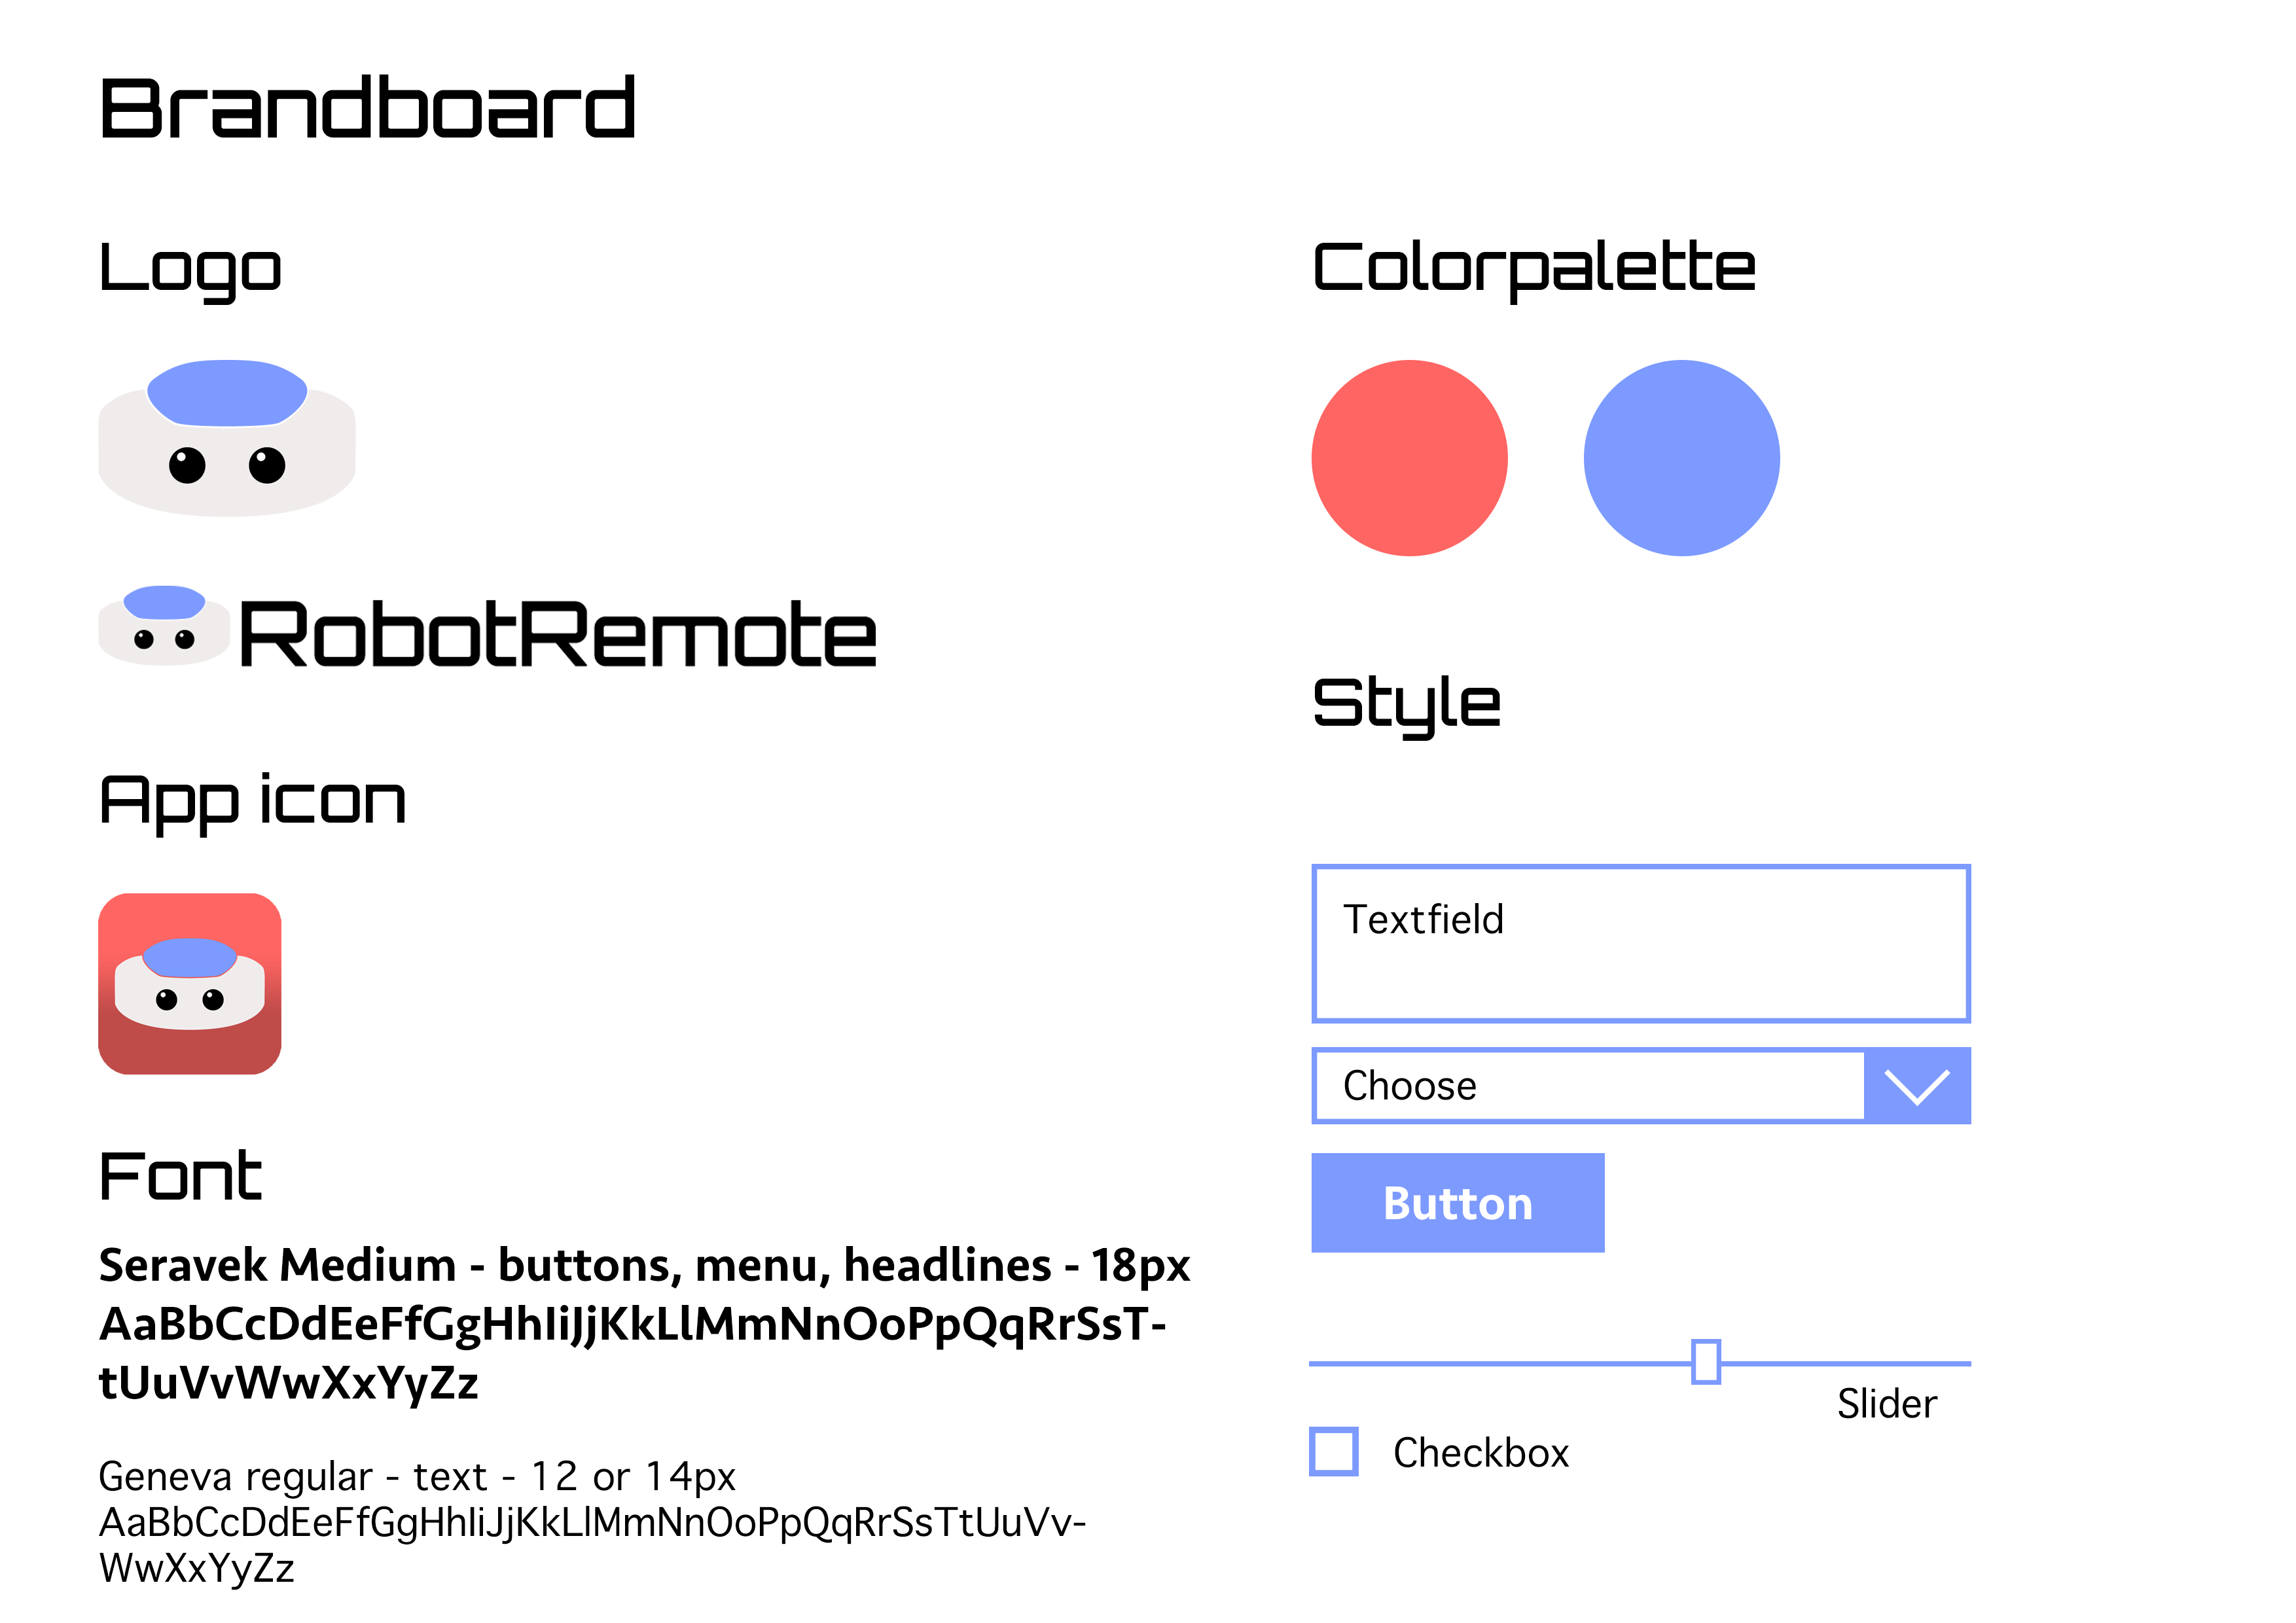 Brandboard
Logo
RobotRemote
App icon
Font
Seravek Medium - buttons, menu, headlines - 18px
AaBbCcDdEeFfGgHhIiJjKkLlMmNnOoPpQqRrSsT-
tUuVvWwXxYyZz
Geneva regular - text - 12 or 14px
AaBbCcDdEeFfGgHhIiJjKkLlMmNnOoPpQqRrSsTtUuVv-
WwXxYyZz
Colorpalette
Style
Textfield
Choose
Button
Slider
Checkbox